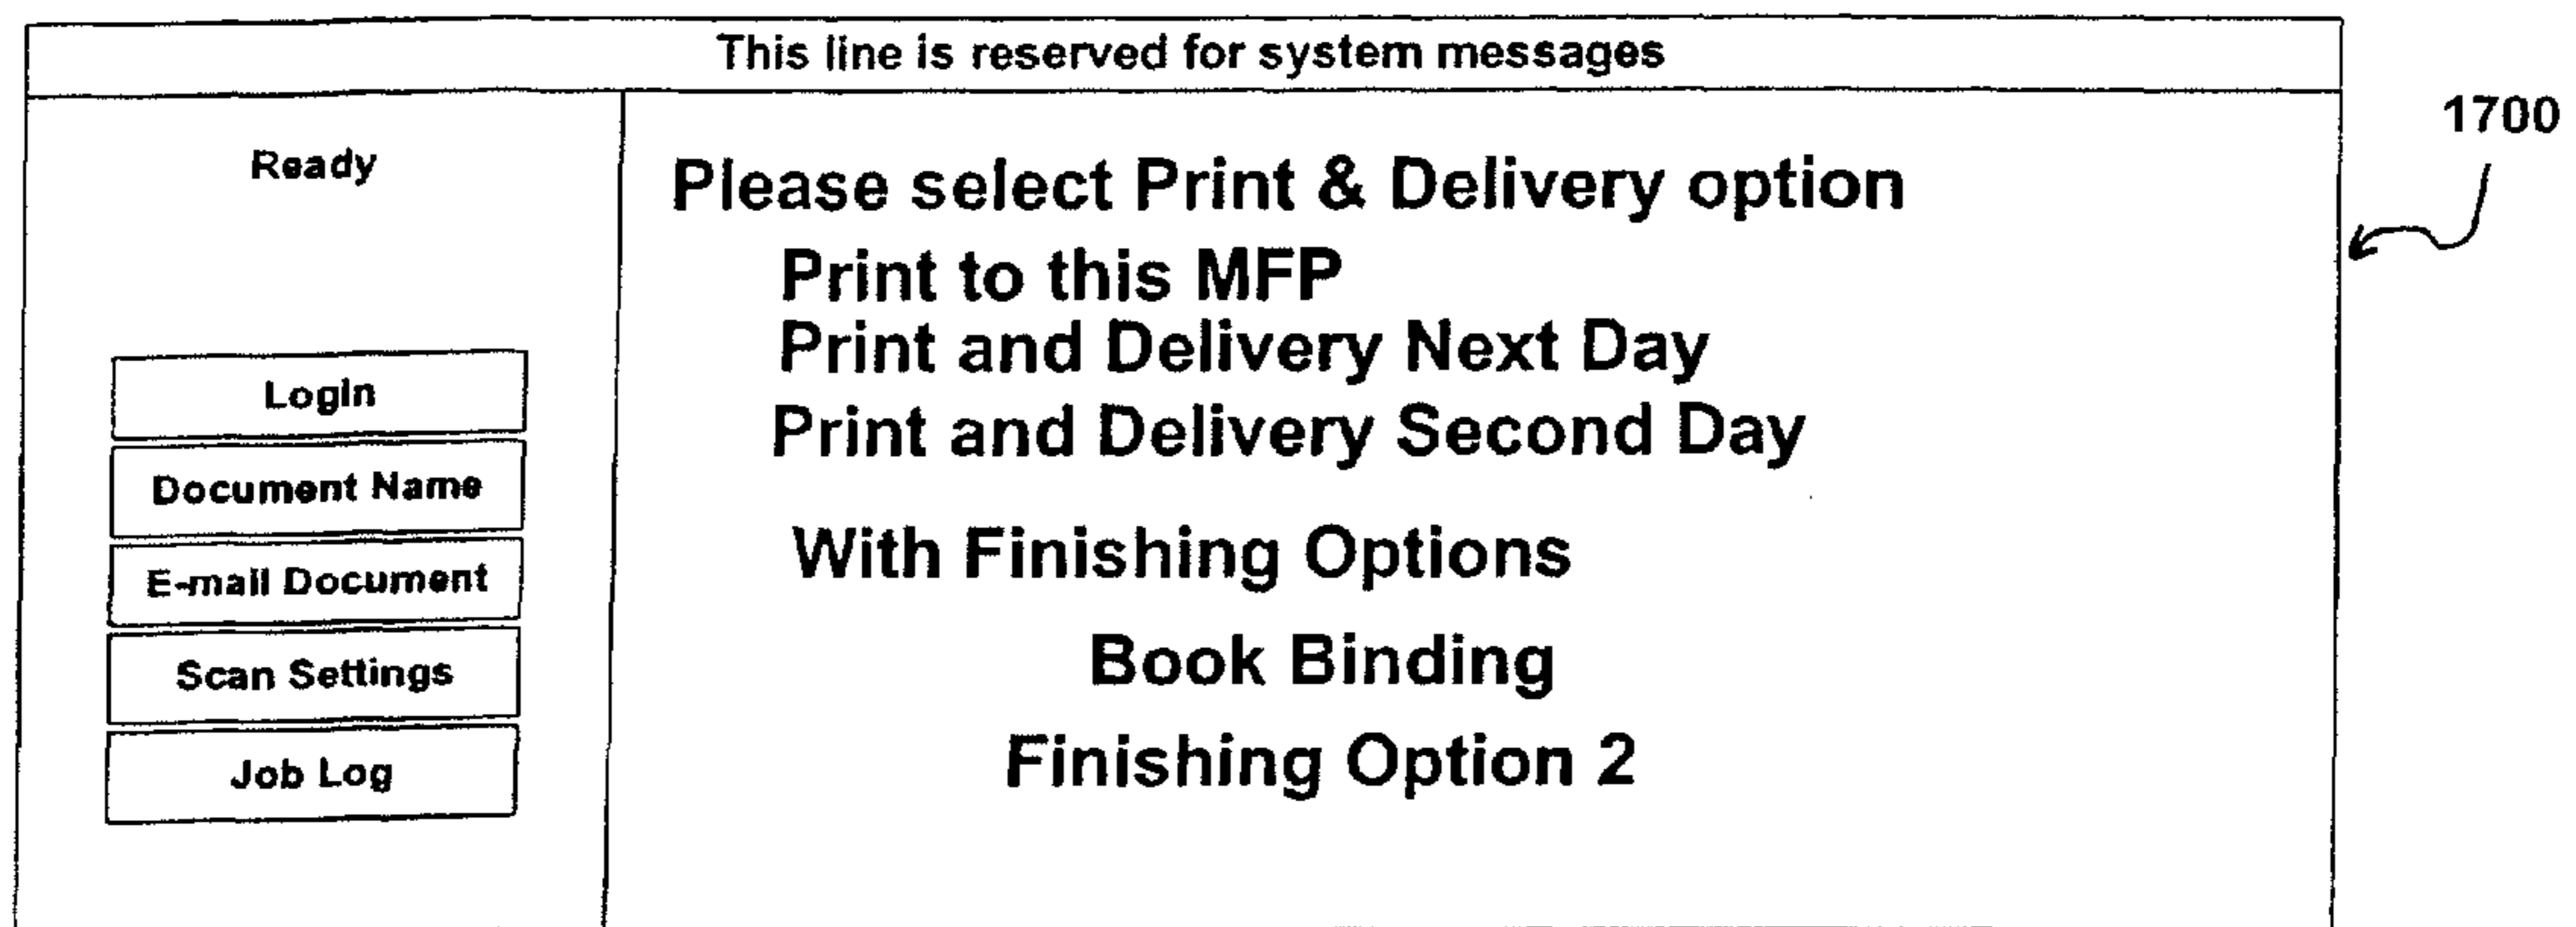 This line is reserved for system messages
1700
Ready
Login
Document Name
E-mail Document
Scan Settings
Job Log
Please select Print & Delivery option
Print to this MFP
Print and Delivery Next Day
Print and Delivery Second Day
With Finishing Options
Book Binding
Finishing Option 2